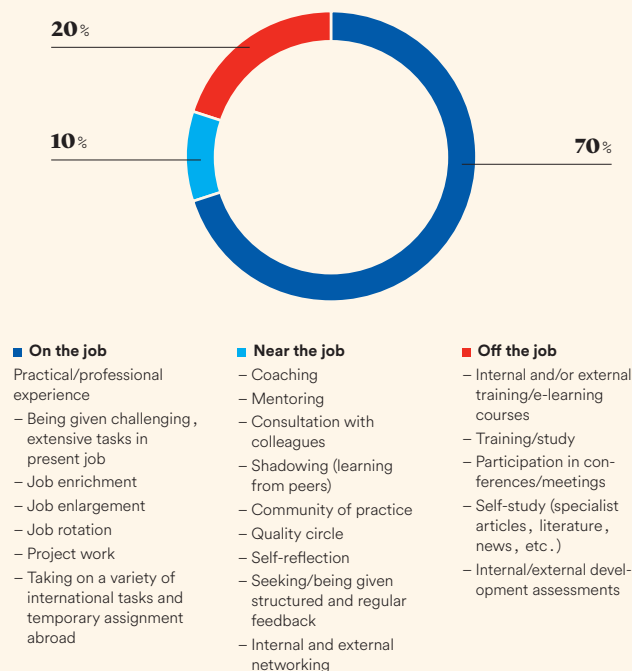 20%
10%
70%
On the job
Practical/professional
experience
– Being given challenging,
extensive tasks in
present job
– Job enrichment
– Job enlargement
– Job rotation
– Project work
– Taking on a variety of
international tasks and
temporary assignment
abroad
Near the job
– Coaching
– Mentoring
– Consultation with
colleagues
– Shadowing (learning
from peers)
– Community of practice
– Quality circle
– Self-reflection
– Seeking/being given
structured and regular
feedback
– Internal and external
networking
Off the job
– Internal and/or external
training/e-learning
courses
– Training/study
– Participation in con-
ferences/meetings
– Self-study (specialist
articles, literature,
news, etc.)
– Internal/external devel-
opment assessments